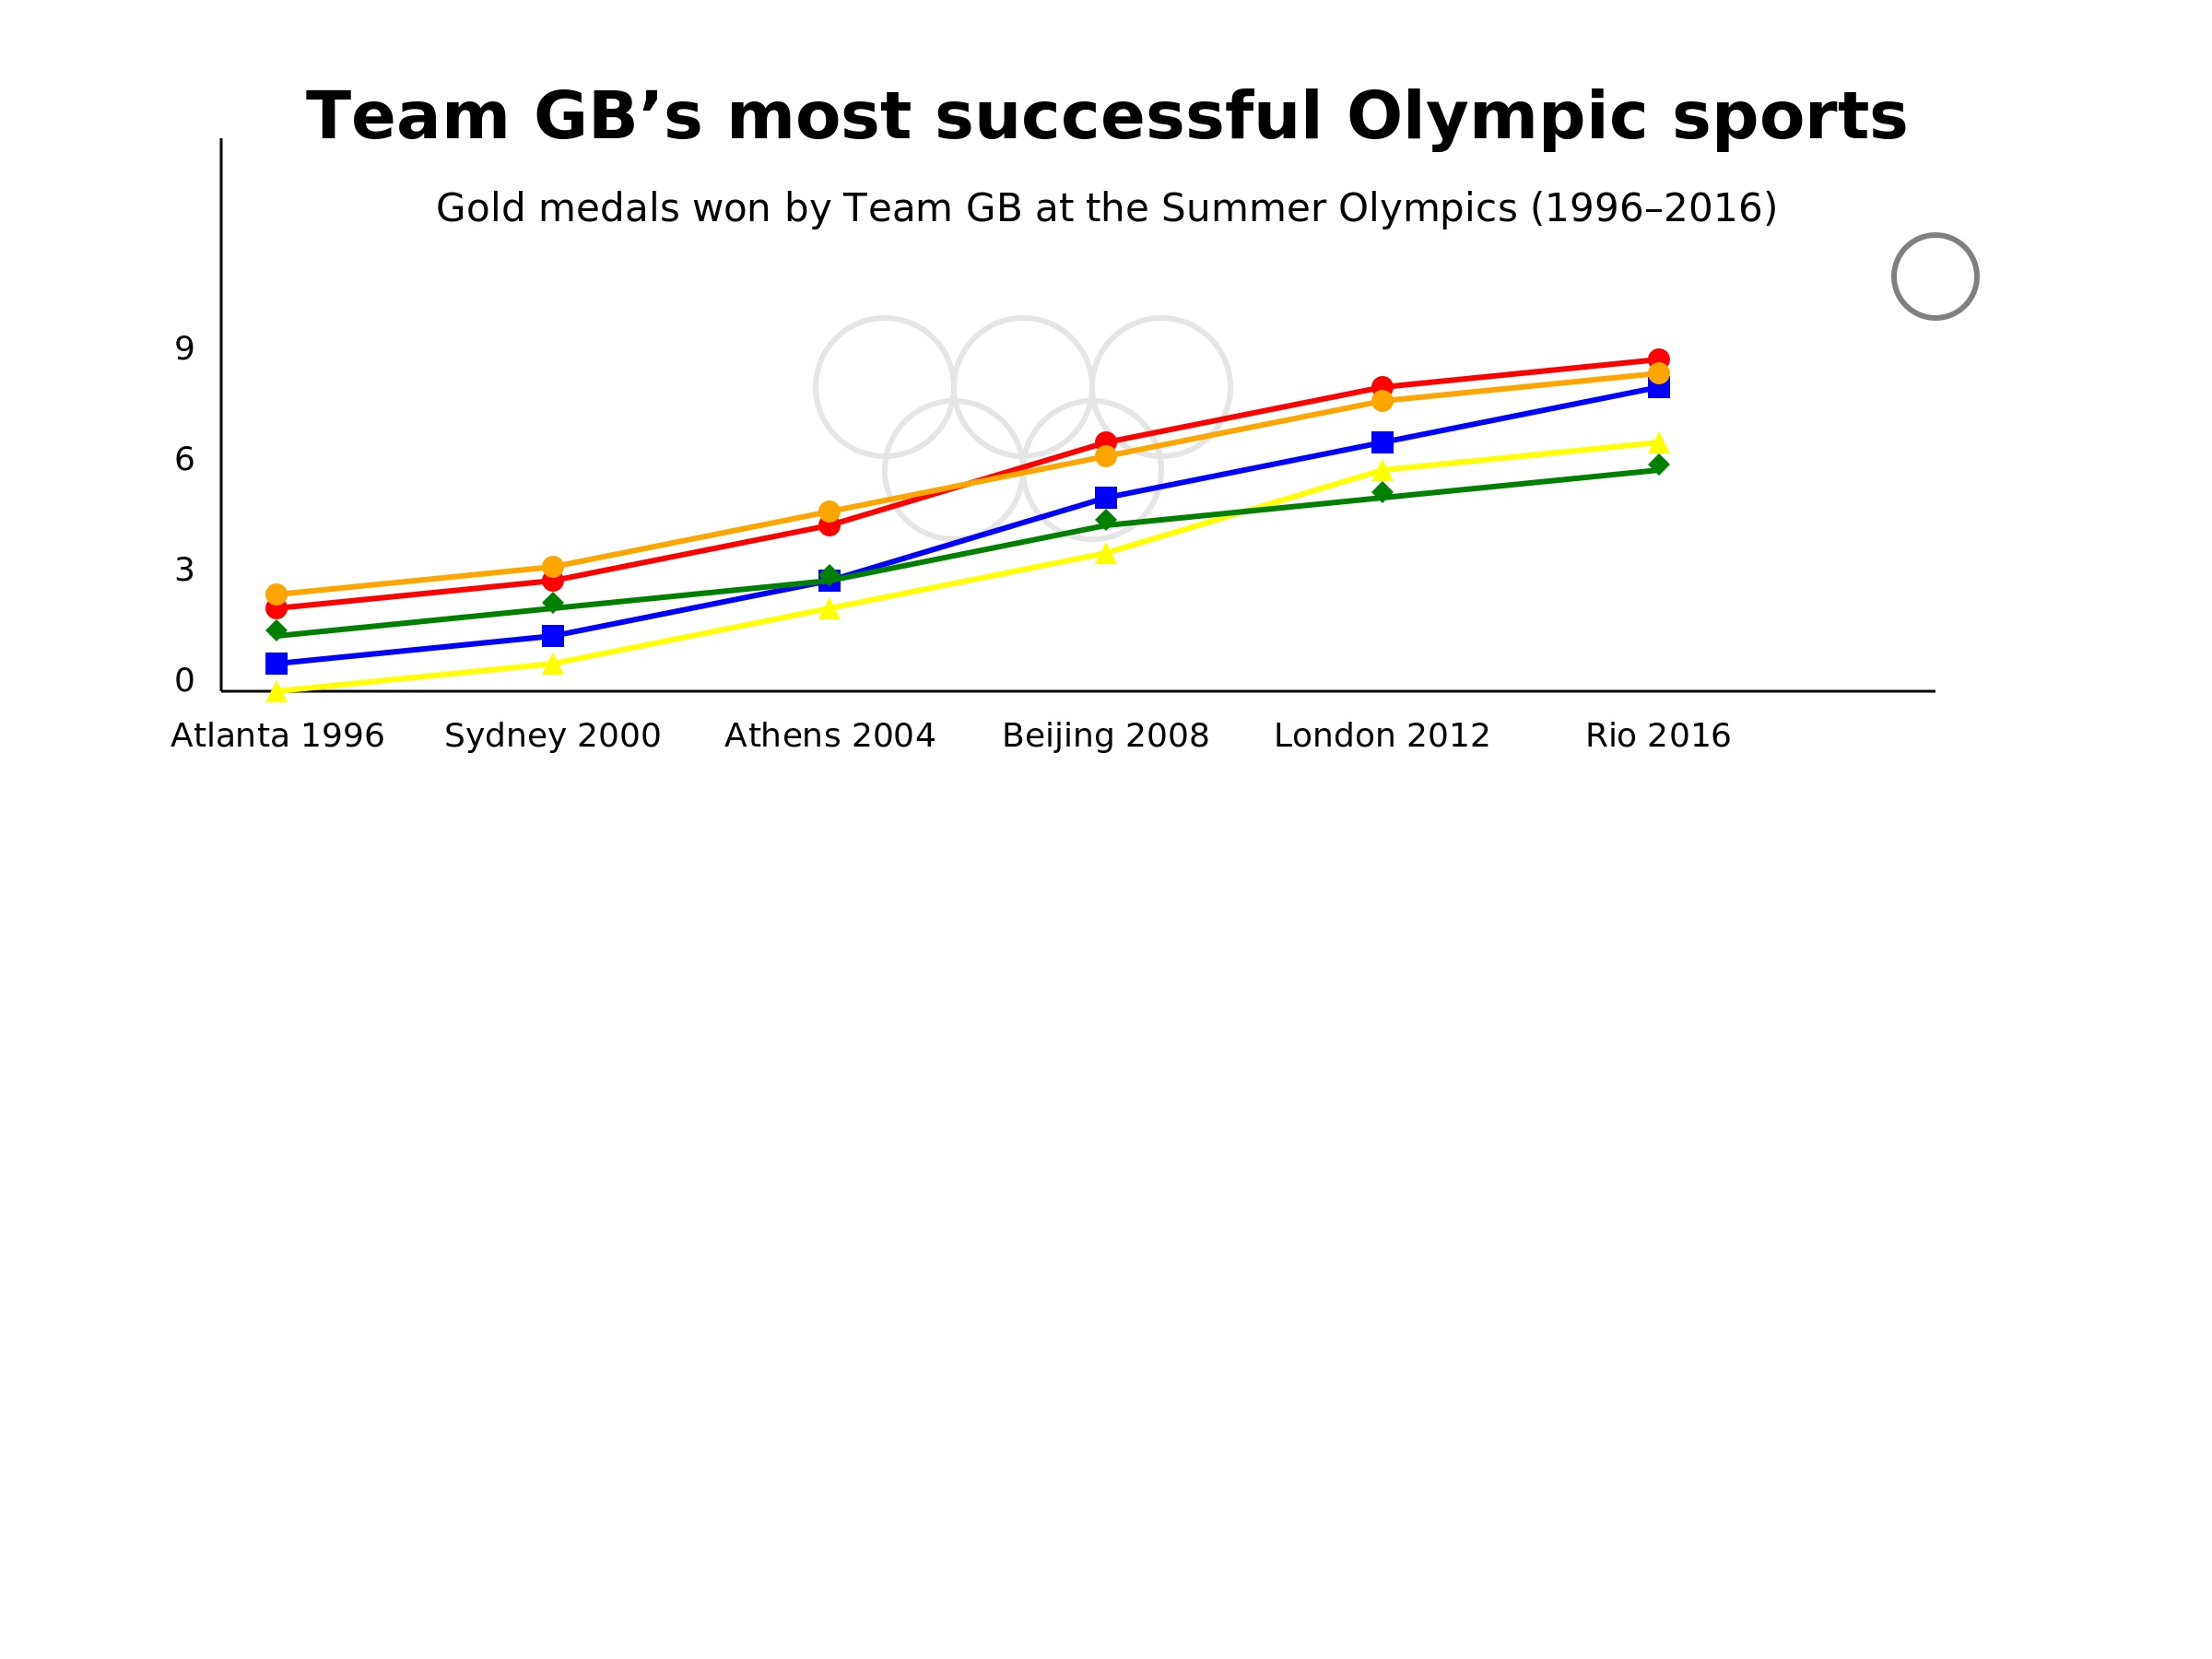 Team GB’s most successful Olympic sports
Gold medals won by Team GB at the Summer Olympics (1996–2016)
9
6
3
0
Atlanta 1996 Sydney 2000 Athens 2004 Beijing 2008 London 2012 Rio 2016